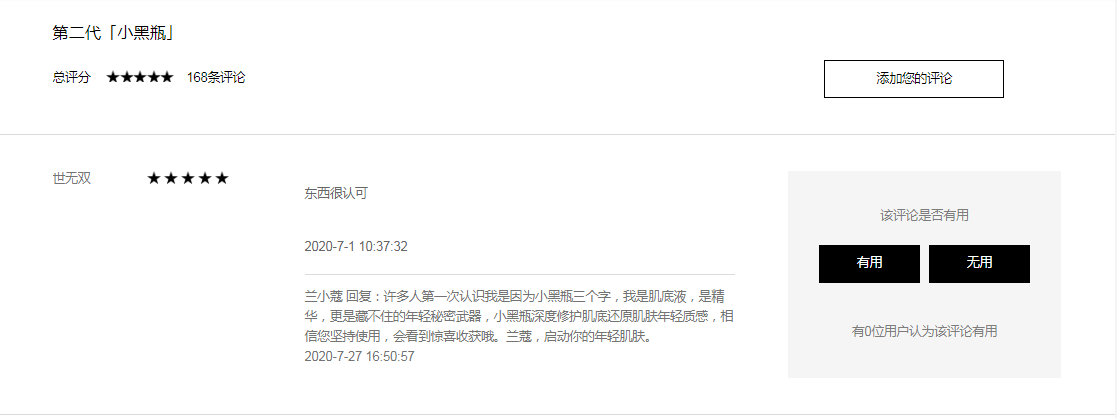 第二代「小黑瓶」
总评分 ★★★★★ 168条评论
添加您的评论
世无双 ★★★★★
东西很认可
2020-7-1 10:37:32
兰小蔻 回复：许多人第一次认识我是因为小黑瓶三个字，我是肌底液，是精
华，更是藏不住的年轻秘密武器，小黑瓶深度修护肌底还原肌肤年轻质感，相
信您坚持使用，会看到惊喜收获哦。兰蔻，启动你的年轻肌肤。
2020-7-27 16:50:57
该评论是否有用
有用 无用
有0位用户认为该评论有用